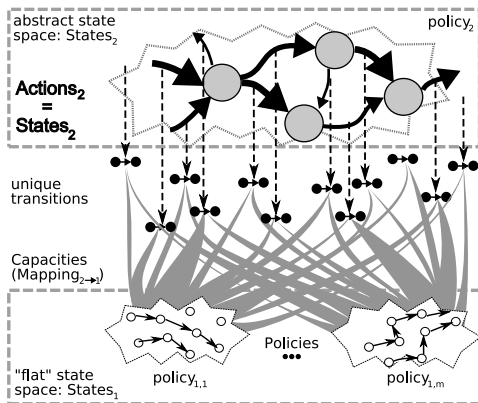 abstract state
space: States₂
policy₂
Actions₂
=
States₂
unique
transitions
Capacities
(Mapping₂→₁)
Policies
•••
policy₁,₁
policy₁,ₘ
"flat" state
space: States₁